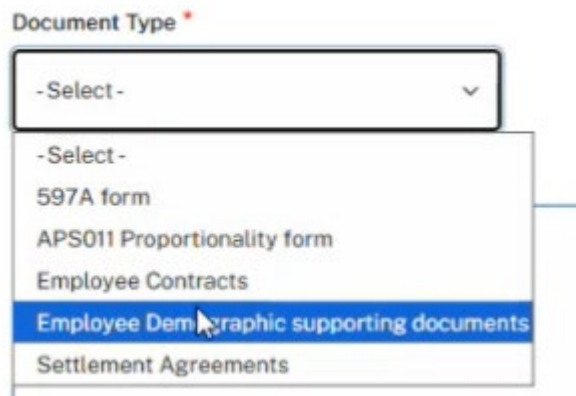 Document Type *
- Select -
- Select -
597A form
APS011 Proportionality form
Employee Contracts
Employee Demographic supporting documents
Settlement Agreements